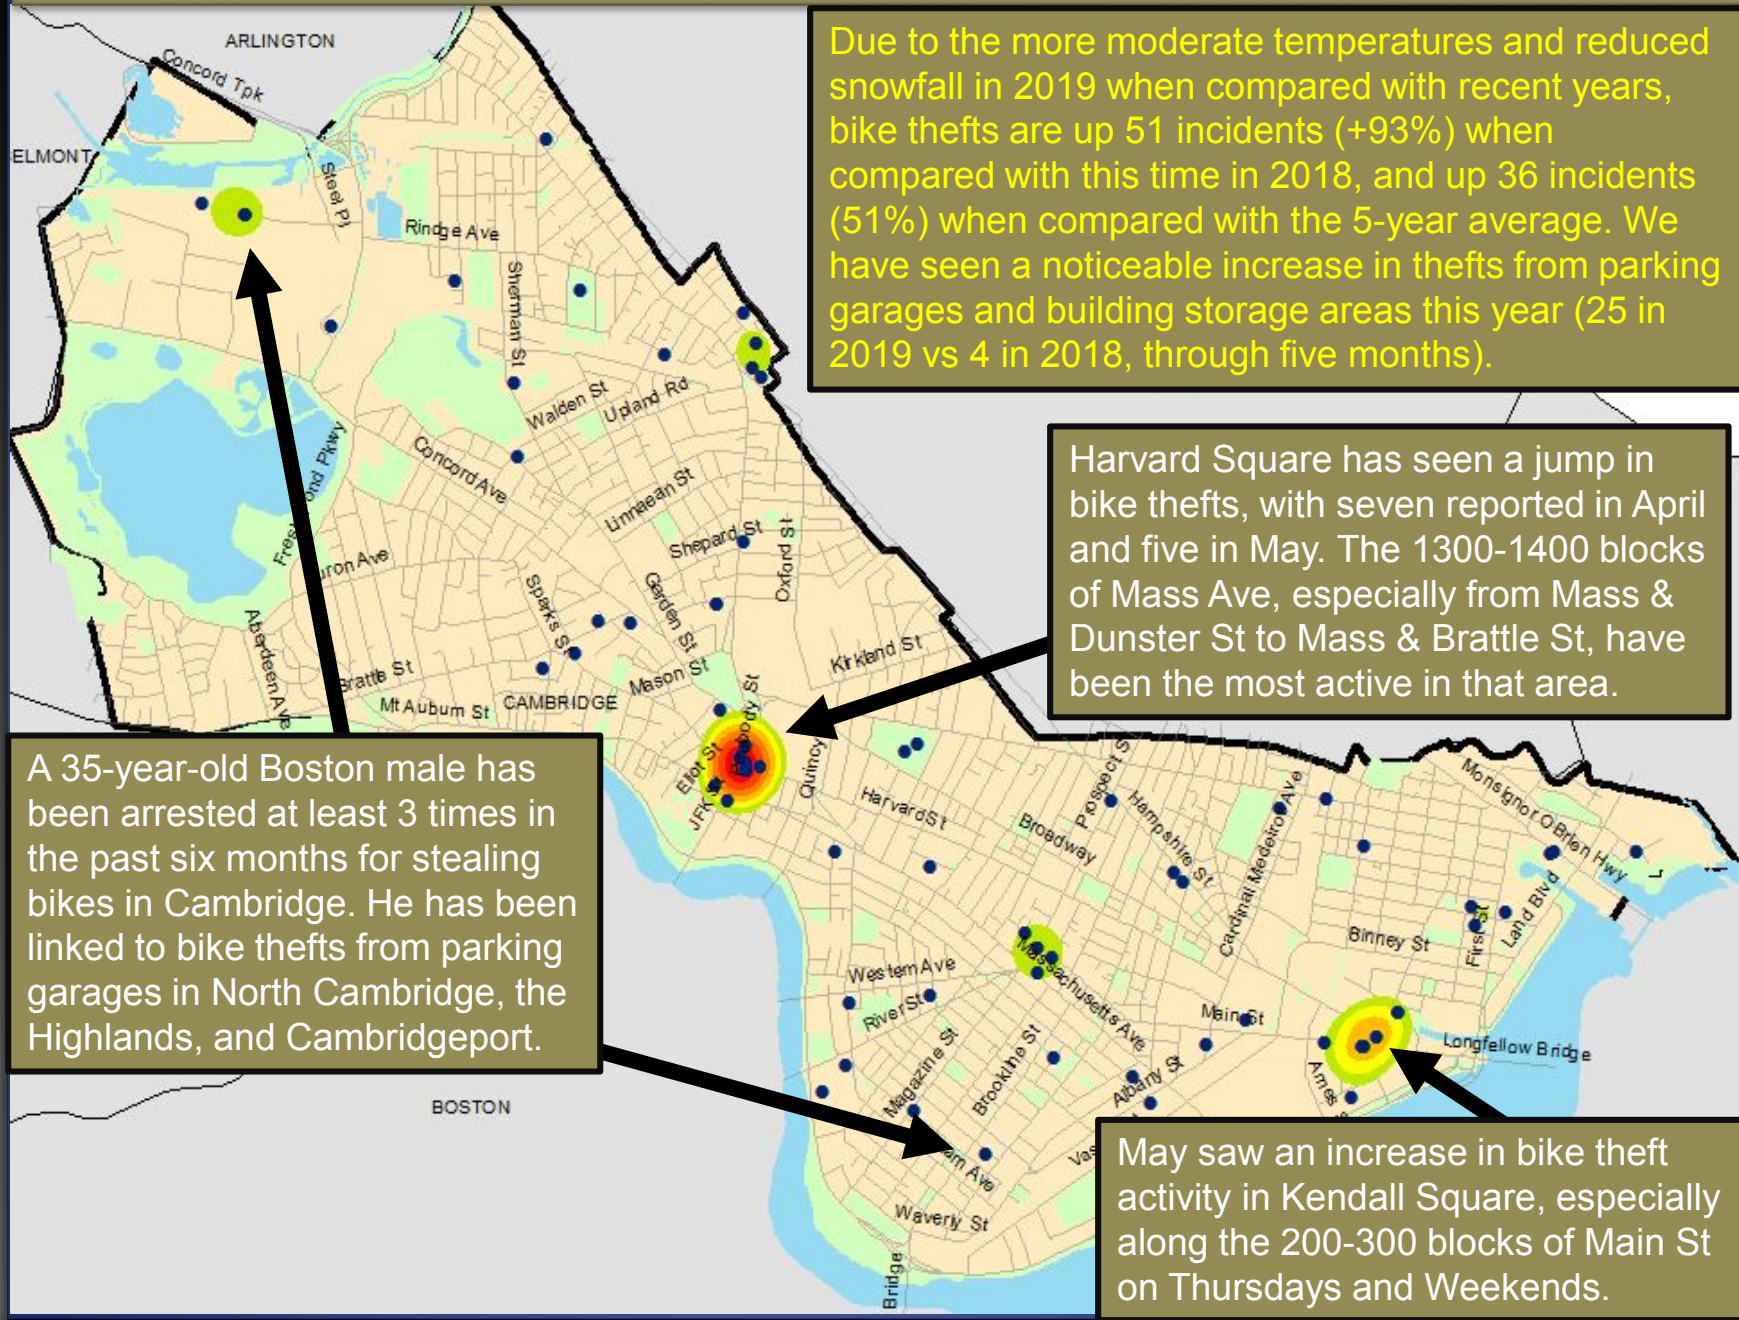 ARLINGTON
Concord Tpk
Due to the more moderate temperatures and reduced
snowfall in 2019 when compared with recent years,
bike thefts are up 51 incidents (+93%) when
compared with this time in 2018, and up 36 incidents
(51%) when compared with the 5-year average. We
have seen a noticeable increase in thefts from parking
garages and building storage areas this year (25 in
2019 vs 4 in 2018, through five months).
ELMONT
Steel Pl
Rindge Ave
Sherman St
Walden St
Upland Rd
Concord Ave
ond Pkwy
Fres
Linnaean St
Shepard St
Oxford St
Harvard Square has seen a jump in
bike thefts, with seven reported in April
and five in May. The 1300-1400 blocks
of Mass Ave, especially from Mass &
Dunster St to Mass & Brattle St, have
been the most active in that area.
uron Ave
Sparks St
Garden St
Aberdeen Ave
Brattle St
Mason St
Kirkland St
Mt Auburn St
CAMBRIDGE
body St
Eliot St
JFK
Quincy
A 35-year-old Boston male has
been arrested at least 3 times in
the past six months for stealing
bikes in Cambridge. He has been
linked to bike thefts from parking
garages in North Cambridge, the
Highlands, and Cambridgeport.
Harvard St
Broadway
Prospect S
Hampshire St
Cardinal Medeiro Ave
Monsignor O'Brien Hwy
Land Blvd
First St
Binney St
Western Ave
River St
Massachusetts Ave
Main St
Longfellow Bridge
Magazine St
Brookline St
Albany St
Ames
BOSTON
am Ave
Vas
Waverly St
Bridge
May saw an increase in bike theft
activity in Kendall Square, especially
along the 200-300 blocks of Main St
on Thursdays and Weekends.